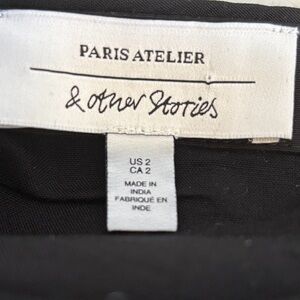 PARIS ATELIER
& other Stories
US 2
CA 2
MADE IN
INDIA
FABRIQUÉ EN
INDE